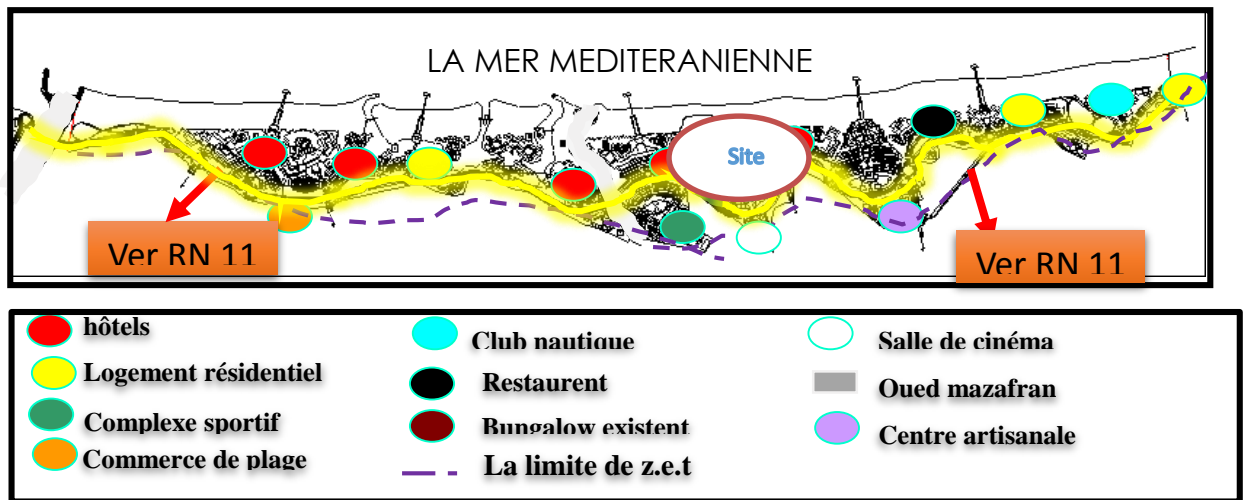 LA MER MEDITERANIENNE
Site
Ver RN 11
Ver RN 11
hôtels
Logement résidentiel
Complexe sportif
Commerce de plage
Club nautique
Restaurent
Bungalow existent
La limite de z.e.t
Salle de cinéma
Oued mazafran
Centre artisanale